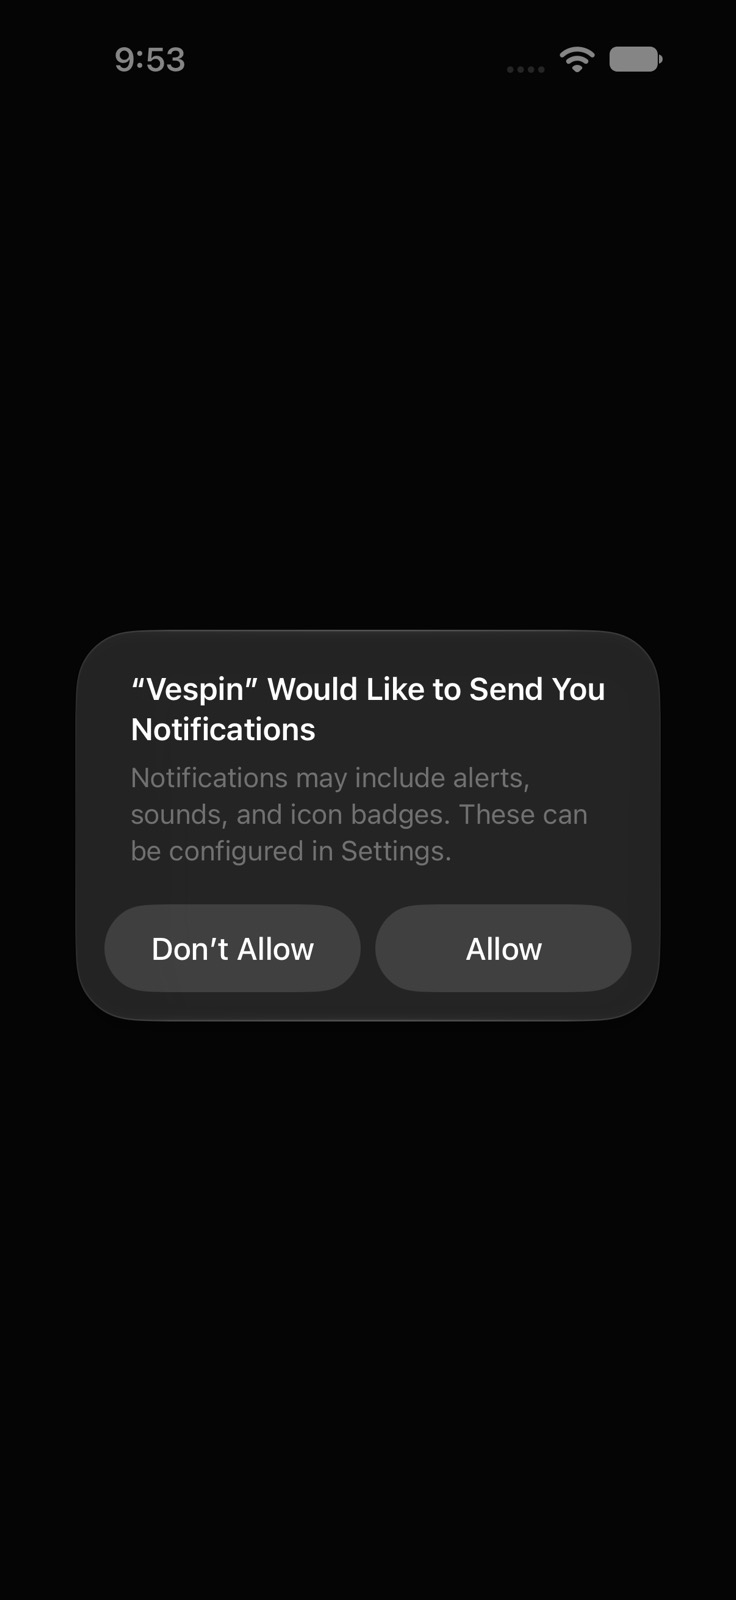 9:53
“Vespin” Would Like to Send You
Notifications
Notifications may include alerts,
sounds, and icon badges. These can
be configured in Settings.
Don’t Allow
Allow